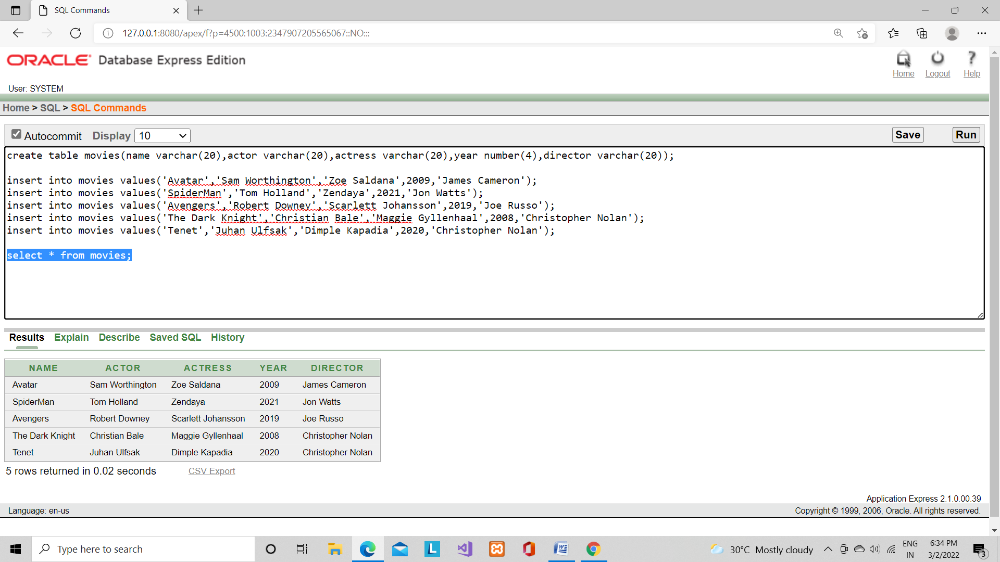 SQL Commands
127.0.0.1:8080/apex/f?p=4500:1003:2347907205565067::NO:::
ORACLE Database Express Edition
Home Logout Help
User: SYSTEM
Home > SQL > SQL Commands
Autocommit Display 10 Save Run
create table movies(name varchar(20),actor varchar(20),actress varchar(20),year number(4),director varchar(20));
insert into movies values('Avatar','Sam Worthington','Zoe Saldana',2009,'James Cameron');
insert into movies values('SpiderMan','Tom Holland','Zendaya',2021,'Jon Watts');
insert into movies values('Avengers','Robert Downey','Scarlett Johansson',2019,'Joe Russo');
insert into movies values('The Dark Knight','Christian Bale','Maggie Gyllenhaal',2008,'Christopher Nolan');
insert into movies values('Tenet','Juhan Ulfsak','Dimple Kapadia',2020,'Christopher Nolan');
select * from movies;
Results Explain Describe Saved SQL History
NAME ACTOR ACTRESS YEAR DIRECTOR
Avatar Sam Worthington Zoe Saldana 2009 James Cameron
SpiderMan Tom Holland Zendaya 2021 Jon Watts
Avengers Robert Downey Scarlett Johansson 2019 Joe Russo
The Dark Knight Christian Bale Maggie Gyllenhaal 2008 Christopher Nolan
Tenet Juhan Ulfsak Dimple Kapadia 2020 Christopher Nolan
5 rows returned in 0.02 seconds CSV Export
Application Express 2.1.0.00.39
Language: en-us Copyright © 1999, 2006, Oracle. All rights reserved.
Type here to search L 30°C Mostly cloudy ENG IN 6:34 PM 3/2/2022 3